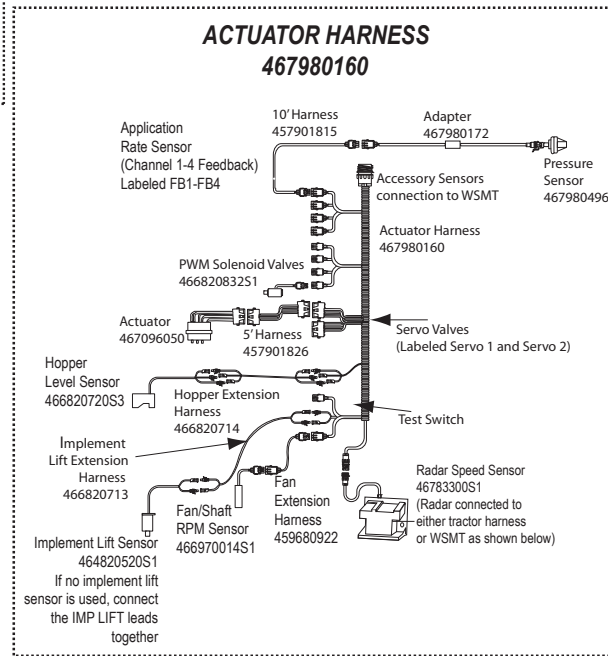 ACTUATOR HARNESS
467980160
10' Harness
457901815
Adapter
467980172
Application
Rate Sensor
(Channel 1-4 Feedback)
Labeled FB1-FB4
Pressure
Sensor
467980496
Accessory Sensors
connection to WSMT
Actuator Harness
467980160
PWM Solenoid Valves
466820832S1
Actuator
467096050
5' Harness
457901826
Servo Valves
(Labeled Servo 1 and Servo 2)
Hopper
Level Sensor
466820720S3
Hopper Extension
Harness
466820714
Test Switch
Implement
Lift Extension
Harness
466820713
Fan/Shaft
RPM Sensor
466970014S1
Fan
Extension
Harness
459680922
Radar Speed Sensor
46783300S1
(Radar connected to
either tractor harness
or WSMT as shown below)
Implement Lift Sensor
464820520S1
If no implement lift
sensor is used, connect
the IMP LIFT leads
together